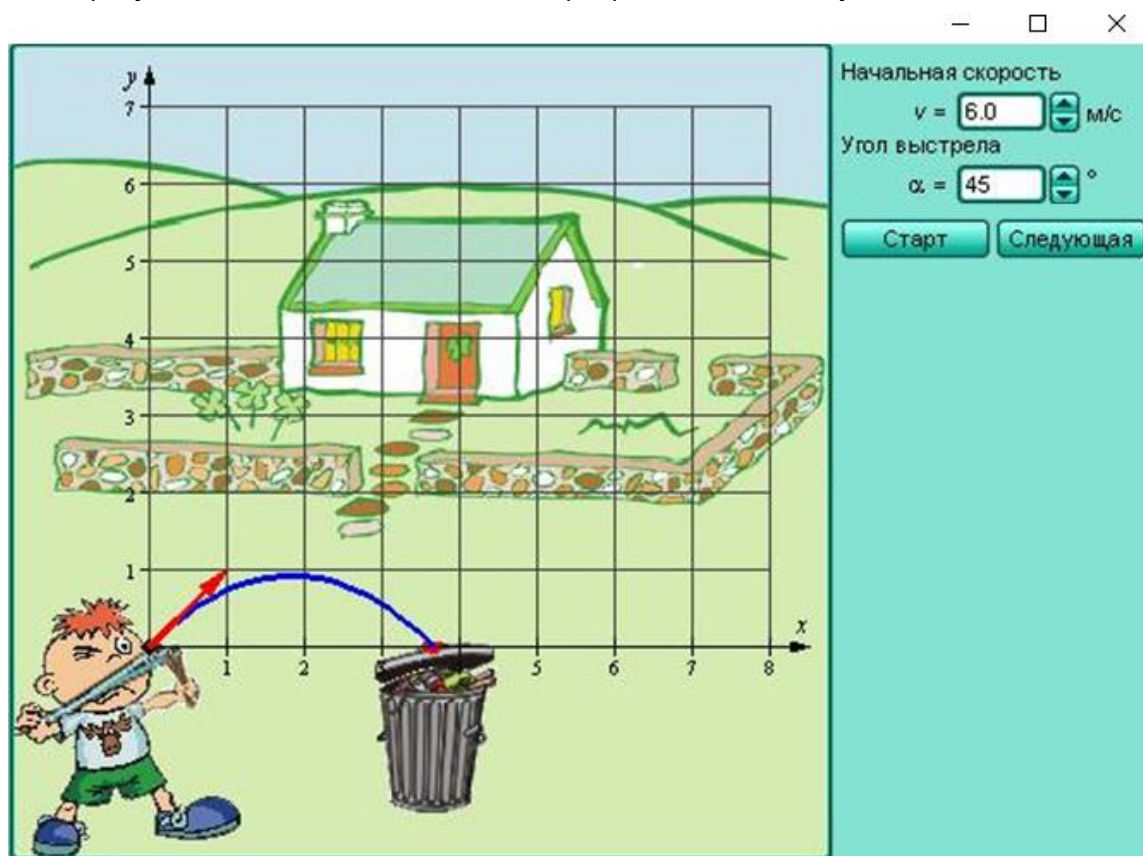 Начальная скорость
v = 6.0 м/с
Угол выстрела
α = 45 °
Старт Следующая
y
7
6
5
4
3
2
1
x
1 2 3 5 6 7 8